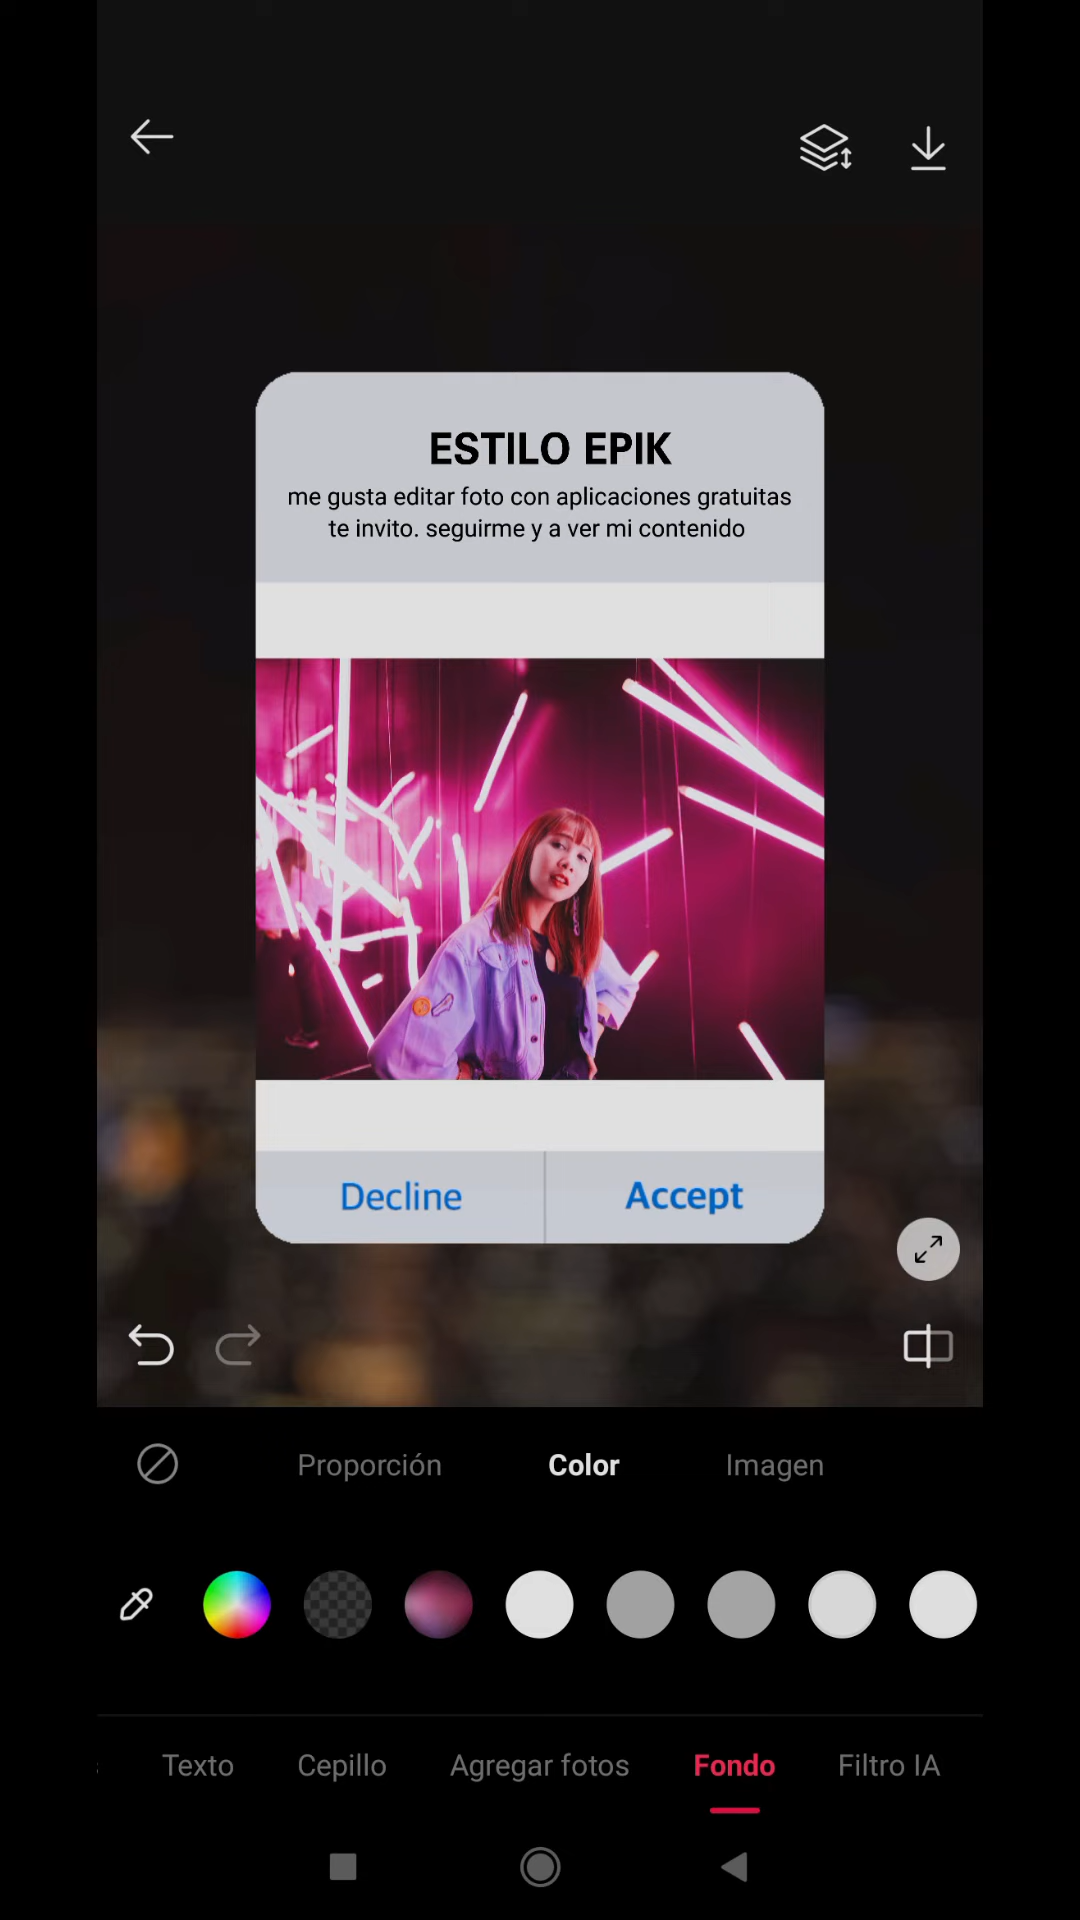 ESTILO EPIK
me gusta editar foto con aplicaciones gratuitas
te invito. seguirme y a ver mi contenido
Decline Accept
Proporción Color Imagen
Texto Cepillo Agregar fotos Fondo Filtro IA